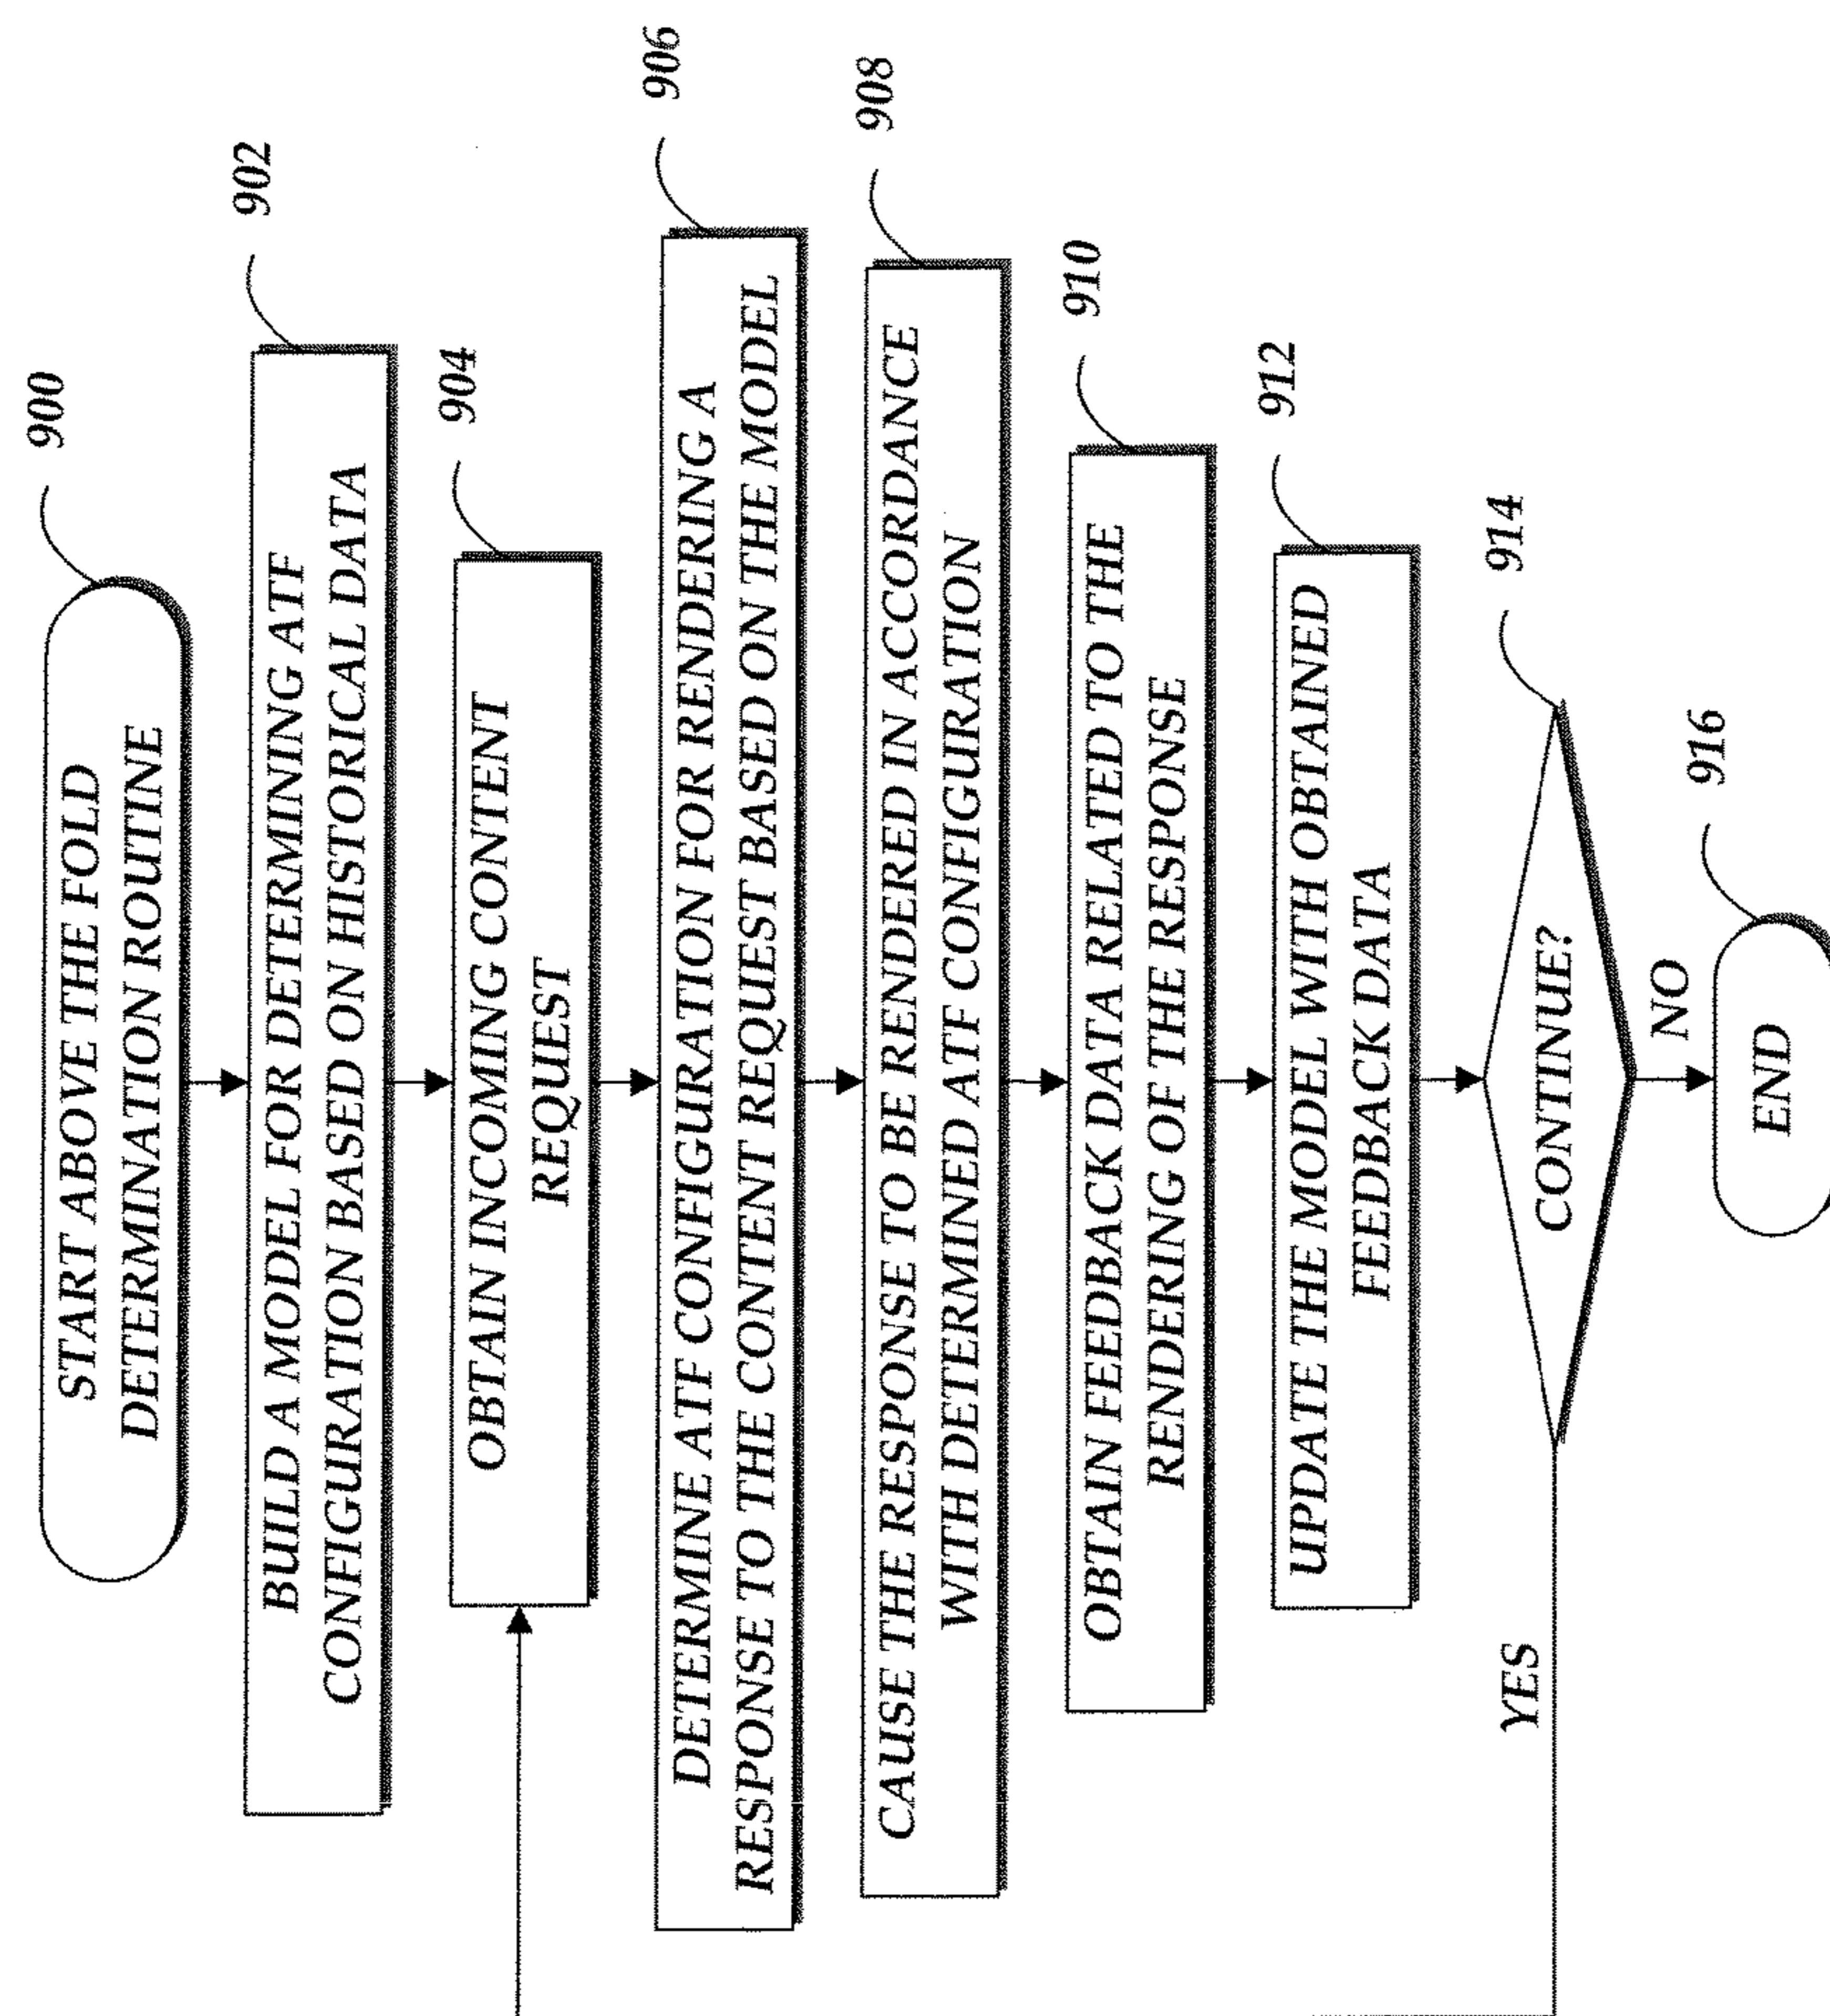 900
START ABOVE THE FOLD
DETERMINATION ROUTINE
902
BUILD A MODEL FOR DETERMINING ATF
CONFIGURATION BASED ON HISTORICAL DATA
904
OBTAIN INCOMING CONTENT
REQUEST
906
DETERMINE ATF CONFIGURATION FOR RENDERING A
RESPONSE TO THE CONTENT REQUEST BASED ON THE MODEL
908
CAUSE THE RESPONSE TO BE RENDERED IN ACCORDANCE
WITH DETERMINED ATF CONFIGURATION
910
OBTAIN FEEDBACK DATA RELATED TO THE
RENDERING OF THE RESPONSE
912
UPDATE THE MODEL WITH OBTAINED
FEEDBACK DATA
914
CONTINUE?
YES
NO
916
END